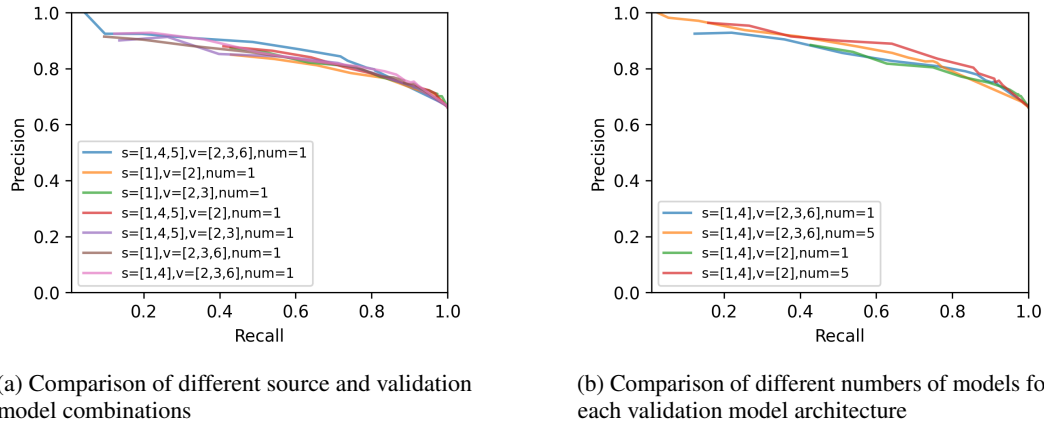 1.0
0.8
0.6
0.4
0.2
0.0
Precision
s=[1,4,5],v=[2,3,6],num=1
s=[1],v=[2],num=1
s=[1],v=[2,3],num=1
s=[1,4,5],v=[2],num=1
s=[1,4,5],v=[2,3],num=1
s=[1],v=[2,3,6],num=1
s=[1,4],v=[2,3,6],num=1
0.2 0.4 0.6 0.8 1.0
Recall
a) Comparison of different source and validation
model combinations
1.0
0.8
0.6
0.4
0.2
0.0
Precision
s=[1,4],v=[2,3,6],num=1
s=[1,4],v=[2,3,6],num=5
s=[1,4],v=[2],num=1
s=[1,4],v=[2],num=5
0.2 0.4 0.6 0.8 1.0
Recall
(b) Comparison of different numbers of models fo
each validation model architecture